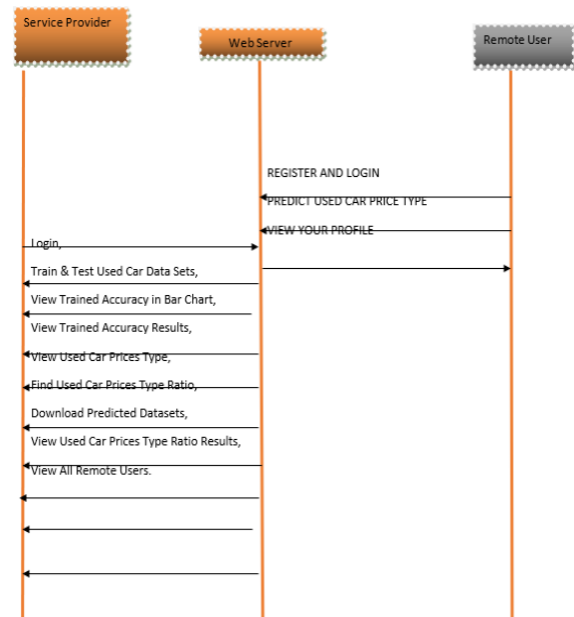 Service Provider
Web Server
Remote User
REGISTER AND LOGIN
PREDICT USED CAR PRICE TYPE
VIEW YOUR PROFILE
Login,
Train & Test Used Car Data Sets,
View Trained Accuracy in Bar Chart,
View Trained Accuracy Results,
View Used Car Prices Type,
Find Used Car Prices Type Ratio,
Download Predicted Datasets,
View Used Car Prices Type Ratio Results,
View All Remote Users.